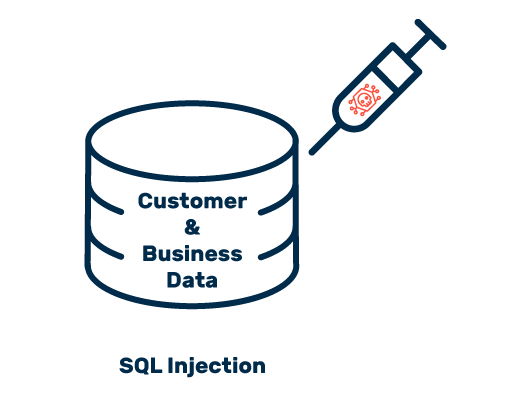 Customer
&
Business
Data
SQL Injection